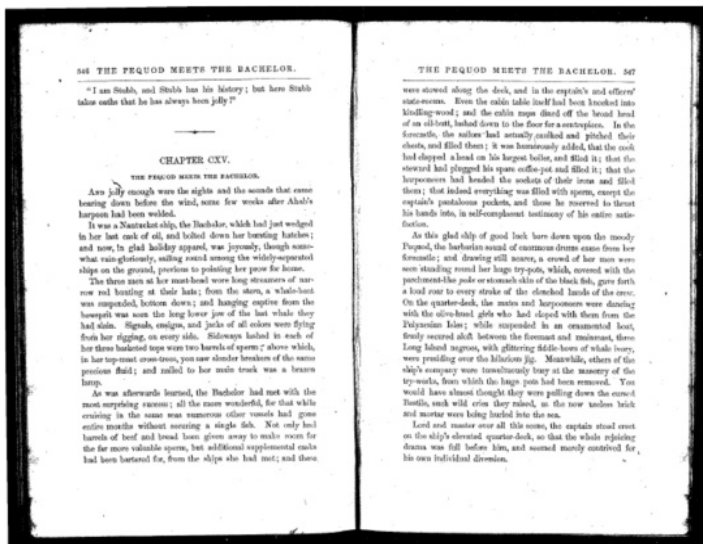 546 THE PEQUOD MEETS THE BACHELOR.
"I am Stubb, and Stubb has his history; but here Stubb
takes oaths that he has always been jolly!"
CHAPTER CXV.
THE PEQUOD MEETS THE BACHELOR.
AND jolly enough were the sights and the sounds that came
bearing down before the wind, some few weeks after Ahab's
harpoon had been welded.
It was a Nantucket ship, the Bachelor, which had just wedged
in her last cask of oil, and bolted down her bursting hatches;
and now, in glad holiday apparel, was joyously, though some-
what vain-gloriously, sailing round among the widely-separated
ships on the ground, previous to pointing her prow for home.
The three men at her mast-head wore long streamers of nar-
row red bunting at their hats; from the stern, a whale-boat
was suspended, bottom down; and hanging captive from the
bowsprit was seen the long lower jaw of the last whale they
had slain. Signals, ensigns, and jacks of all colors were flying
from her rigging, on every side. Sideways lashed in each of
her three basketed tops were two barrels of sperm; above which,
in her top-mast cross-trees, you saw slender breakers of the same
precious fluid; and nailed to her main truck was a brazen
lamp.
As was afterwards learned, the Bachelor had met with the
most surprising success; all the more wonderful, for that while
cruising in the same seas numerous other vessels had gone
entire months without securing a single fish. Not only had
barrels of beef and bread been given away to make room for
the far more valuable sperm, but additional supplemental casks
had been bartered for, from the ships she had met; and these
THE PEQUOD MEETS THE BACHELOR. 547
were stowed along the deck, and in the captain's and officers'
state-rooms. Even the cabin table itself had been knocked into
kindling-wood; and the cabin mess dined off the broad head
of an oil-butt, lashed down to the floor for a centrepiece. In the
forecastle, the sailors had actually caulked and pitched their
chests, and filled them; it was humorously added, that the cook
had clapped a head on his largest boiler, and filled it; that the
steward had plugged his spare coffee-pot and filled it; that the
harpooneers had headed the sockets of their irons and filled
them; that indeed everything was filled with sperm, except the
captain's pantaloons pockets, and those he reserved to thrust
his hands into, in self-complacent testimony of his entire satis-
faction.
As this glad ship of good luck bore down upon the moody
Pequod, the barbarian sound of enormous drums came from her
forecastle; and drawing still nearer, a crowd of her men were
seen standing round her huge try-pots, which, covered with the
parchment-like poke or stomach skin of the black fish, gave forth
a loud roar to every stroke of the clenched hands of the crew.
On the quarter-deck, the mates and harpooneers were dancing
with the olive-hued girls who had eloped with them from the
Polynesian Isles; while suspended in an ornamented boat,
firmly secured aloft between the foremast and mainmast, three
Long Island negroes, with glittering fiddle-bows of whale ivory,
were presiding over the hilarious jig. Meanwhile, others of the
ship's company were tumultuously busy at the masonry of the
try-works, from which the huge pots had been removed. You
would have almost thought they were pulling down the cursed
Bastile, such wild cries they raised, as the now useless brick
and mortar were being hurled into the sea.
Lord and master over all this scene, the captain stood erect
on the ship's elevated quarter-deck, so that the whole rejoicing
drama was full before him, and seemed merely contrived for
his own individual diversion.